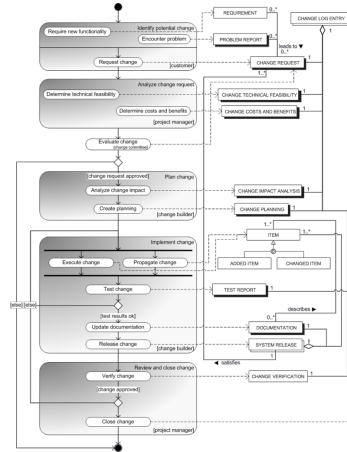 REQUIREMENT
CHANGE LOG ENTRY
0..*
Identify potential change
Require new functionality
Encounter problem
PROBLEM REPORT
0..*
1
leads to ▼
0..*
Request change
CHANGE REQUEST
1
[customer]
1..*
Analyze change request
Determine technical feasibility
CHANGE TECHNICAL FEASIBILITY
1
Determine costs and benefits
CHANGE COSTS AND BENEFITS
1
[project manager]
Evaluate change
[change committee]
[change request approved]
Plan change
Analyze change impact
CHANGE IMPACT ANALYSIS
1
Create planning
CHANGE PLANNING
1
[change builder]
Implement change
1..*
ITEM
1..*
Execute change
Propagate change
ADDED ITEM
CHANGED ITEM
Test change
TEST REPORT
1
[else]
[else]
[test results ok]
describes ►
0..*
Update documentation
DOCUMENTATION
1
Release change
SYSTEM RELEASE
[change builder]
1
◄ satisfies
Review and close change
Verify change
CHANGE VERIFICATION
1
[change approved]
Close change
[project manager]